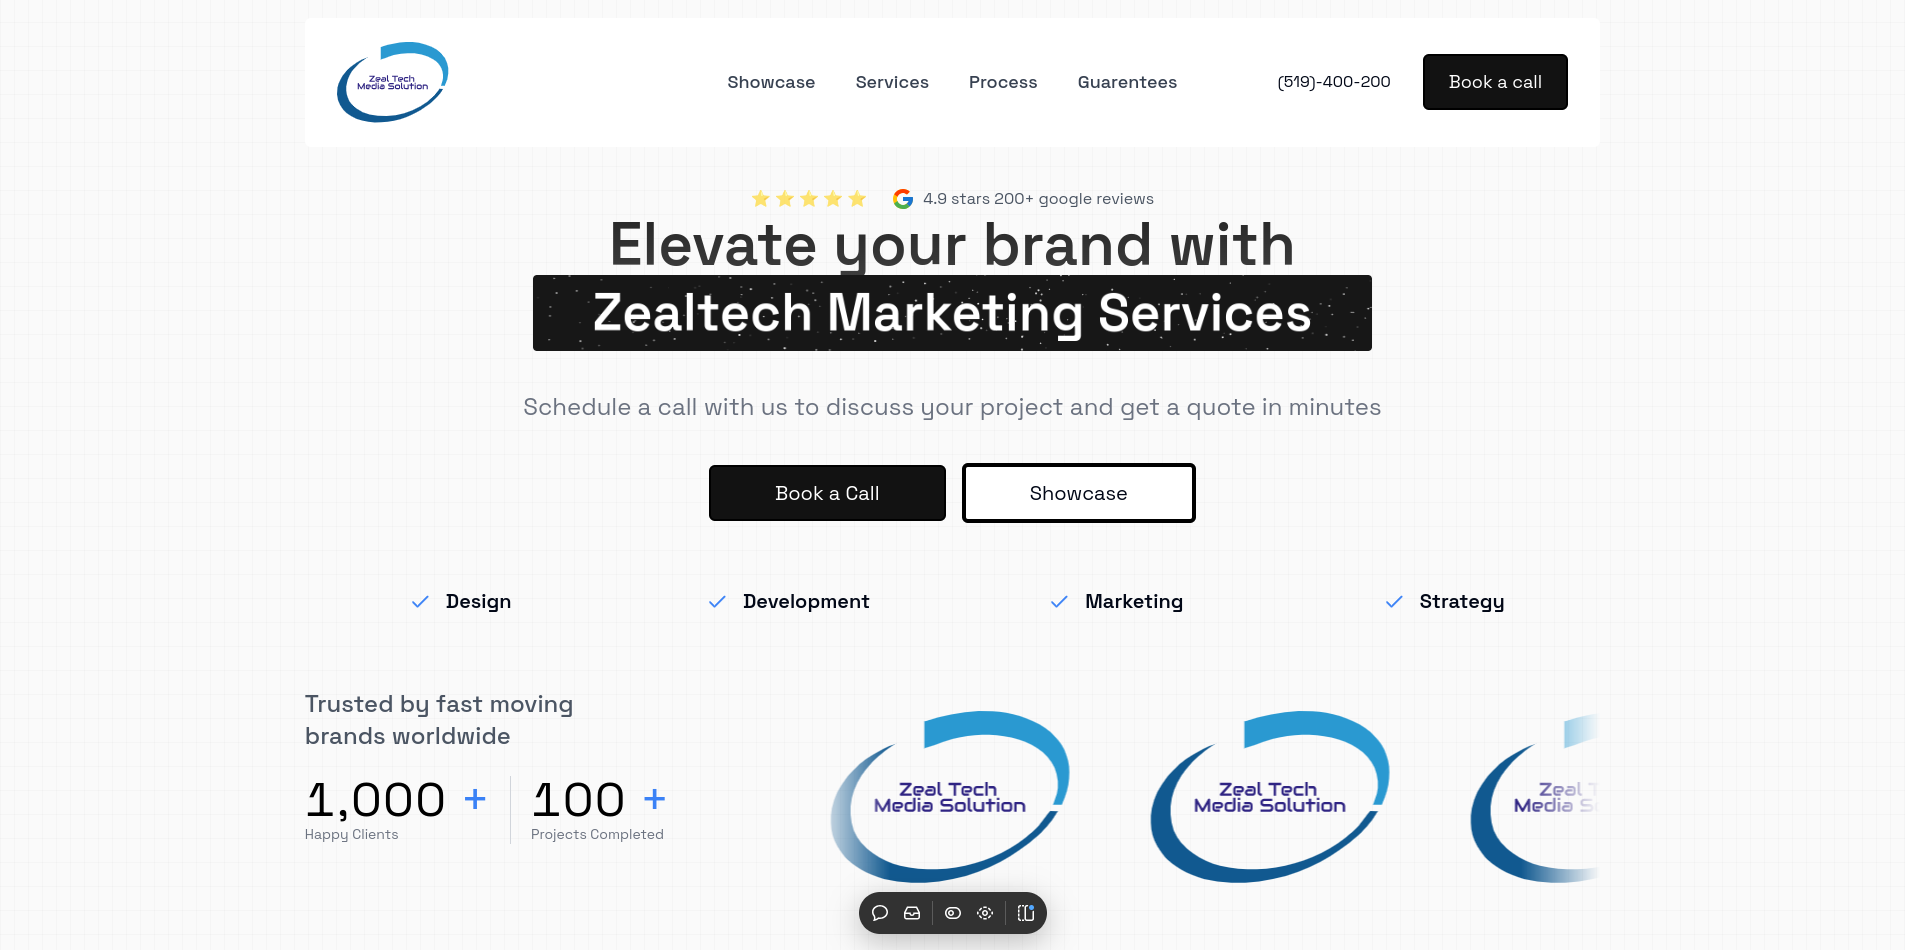 Zeal Tech
Media Solution
Showcase
Services
Process
Guarentees
(519)-400-200
Book a call
4.9 stars 200+ google reviews
Elevate your brand with
Zealtech Marketing Services
Schedule a call with us to discuss your project and get a quote in minutes
Book a Call
Showcase
Design
Development
Marketing
Strategy
Trusted by fast moving
brands worldwide
1,000 +
Happy Clients
100 +
Projects Completed
Zeal Tech
Media Solution
Zeal Tech
Media Solution
Zeal T
Media S